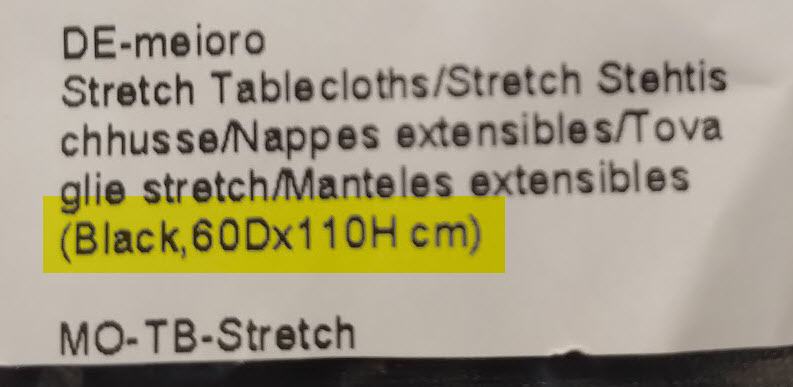 DE-meioro
Stretch Tablecloths/Stretch Stehtis
chhusse/Nappes extensibles/Tova
glie stretch/Manteles extensibles
(Black,60Dx110H cm)
MO-TB-Stretch